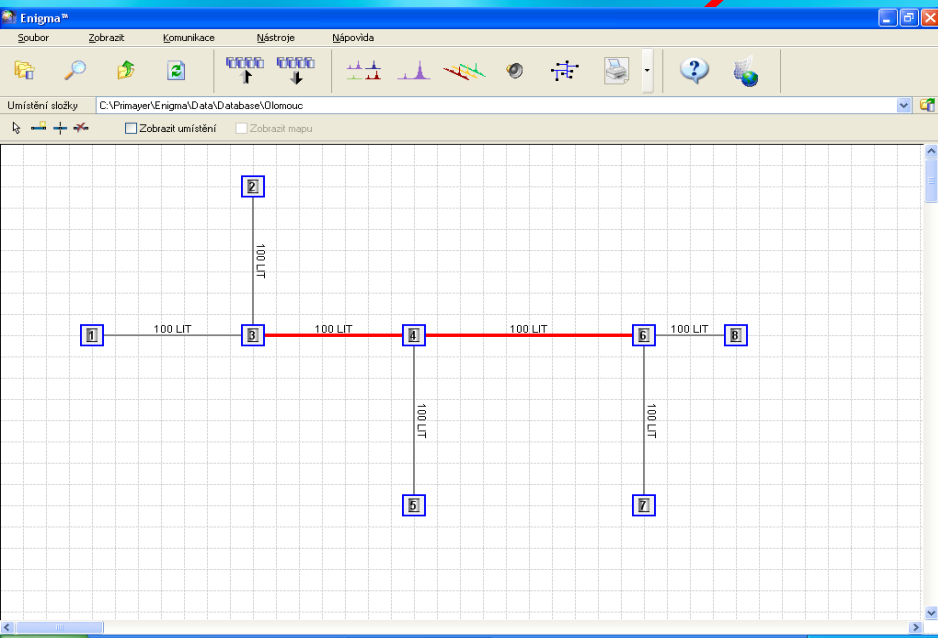 Enigma™
Soubor Zobrazit Komunikace Nástroje Nápovìda
Umístění složky C:\Primayer\Enigma\Data\Database\Olomouc
Zobrazit umístění Zobrazit mapu
2
100 LIT
1 100 LIT 3 100 LIT 4 100 LIT 6 100 LIT 8
100 LIT 100 LIT
5 7